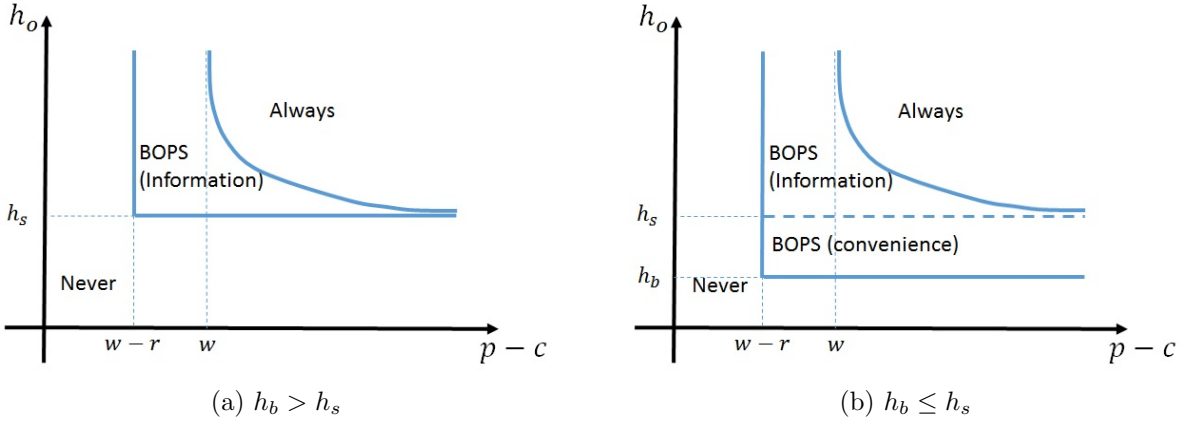 h_o
Always
BOPS
(Information)
h_s
Never
w − r
w
p − c
(a) h_b > h_s
h_o
Always
BOPS
(Information)
h_s
BOPS (convenience)
h_b
Never
w − r
w
p − c
(b) h_b ≤ h_s